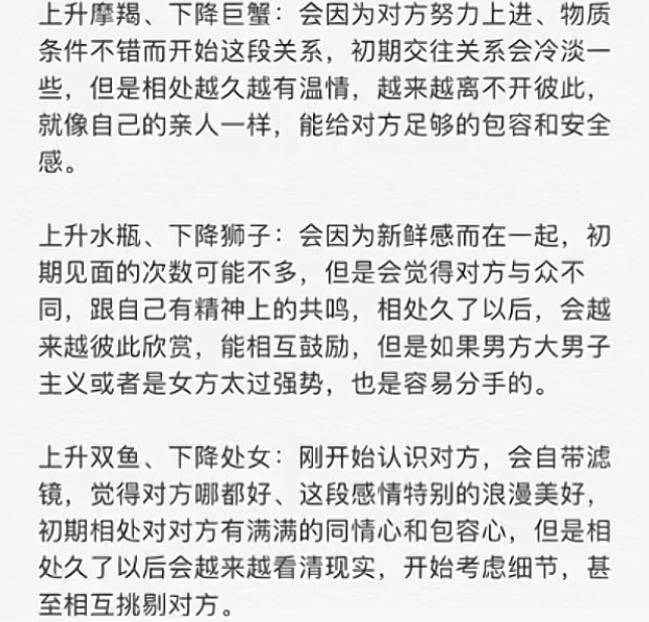 上升摩羯、下降巨蟹：会因为对方努力上进、物质
条件不错而开始这段关系，初期交往关系会冷淡一
些，但是相处越久越有温情，越来越离不开彼此，
就像自己的亲人一样，能给对方足够的包容和安全
感。
上升水瓶、下降狮子：会因为新鲜感而在一起，初
期见面的次数可能不多，但是会觉得对方与众不
同，跟自己有精神上的共鸣，相处久了以后，会越
来越彼此欣赏，能相互鼓励，但是如果男方大男子
主义或者是女方太过强势，也是容易分手的。
上升双鱼、下降处女：刚开始认识对方，会自带滤
镜，觉得对方哪都好、这段感情特别的浪漫美好，
初期相处对对方有满满的同情心和包容心，但是相
处久了以后会越来越看清现实，开始考虑细节，甚
至相互挑剔对方。